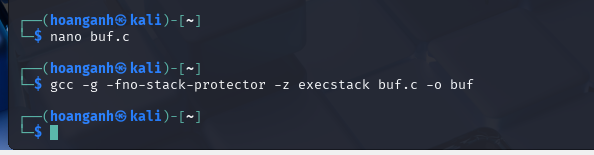 ┌──(hoanganh㉿kali)-[~]
└─$ nano buf.c
┌──(hoanganh㉿kali)-[~]
└─$ gcc -g -fno-stack-protector -z execstack buf.c -o buf
┌──(hoanganh㉿kali)-[~]
└─$